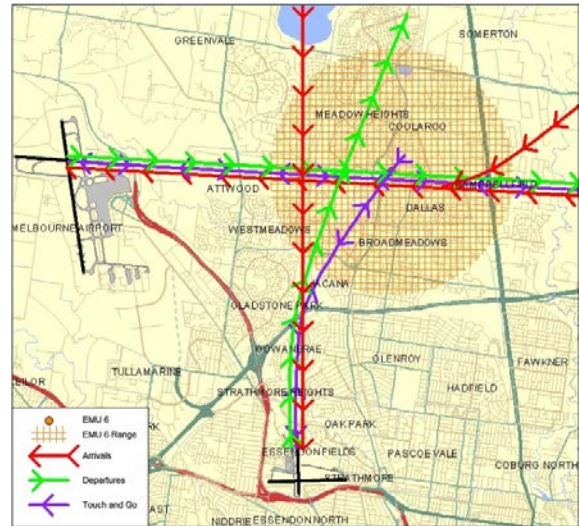 GREENVALE
SOMERTON
MEADOW HEIGHTS
COOLAROO
ATTWOOD
DALLAS
MELBOURNE AIRPORT
WESTMEADOWS
BROADMEADOWS
GLADSTONE PARK
GOWANBRAE
GLENROY
FAWKNER
TULLAMARINE
HADFIELD
STRATHMORE HEIGHTS
OAK PARK
PASCOE VALE
ESSENDON FIELDS
COBURG NORTH
STRATHMORE
NIDDRIE
ESSENDON NORTH
EMU 6
EMU 6 Range
Arrivals
Departures
Touch and Go